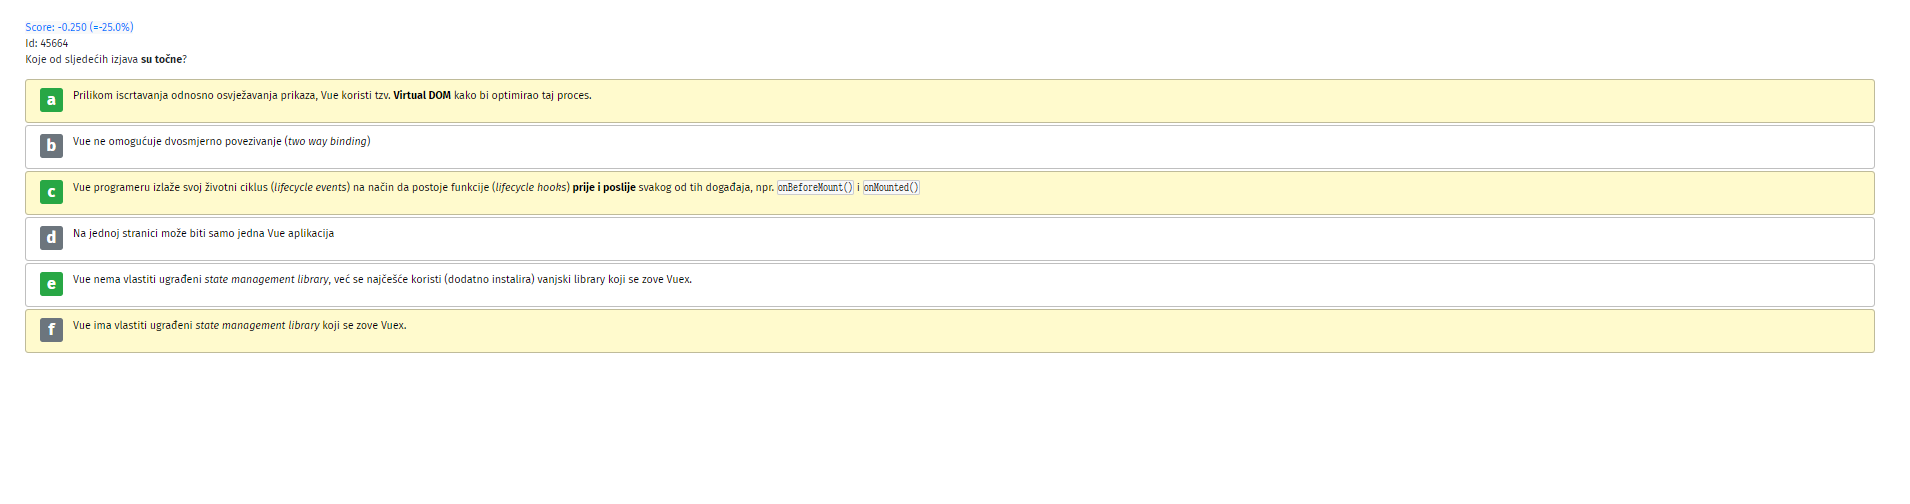 Score: -0.250 (=-25.0%)
Id: 45664
Koje od sljedećih izjava su točne?
a Prilikom iscrtavanja odnosno osvježavanja prikaza, Vue koristi tzv. Virtual DOM kako bi optimirao taj proces.
b Vue ne omogućuje dvosmjerno povezivanje (two way binding)
c Vue programeru izlaže svoj životni ciklus (lifecycle events) na način da postoje funkcije (lifecycle hooks) prije i poslije svakog od tih događaja, npr. onBeforeMount() i onMounted()
d Na jednoj stranici može biti samo jedna Vue aplikacija
e Vue nema vlastiti ugrađeni state management library, već se najčešće koristi (dodatno instalira) vanjski library koji se zove Vuex.
f Vue ima vlastiti ugrađeni state management library koji se zove Vuex.